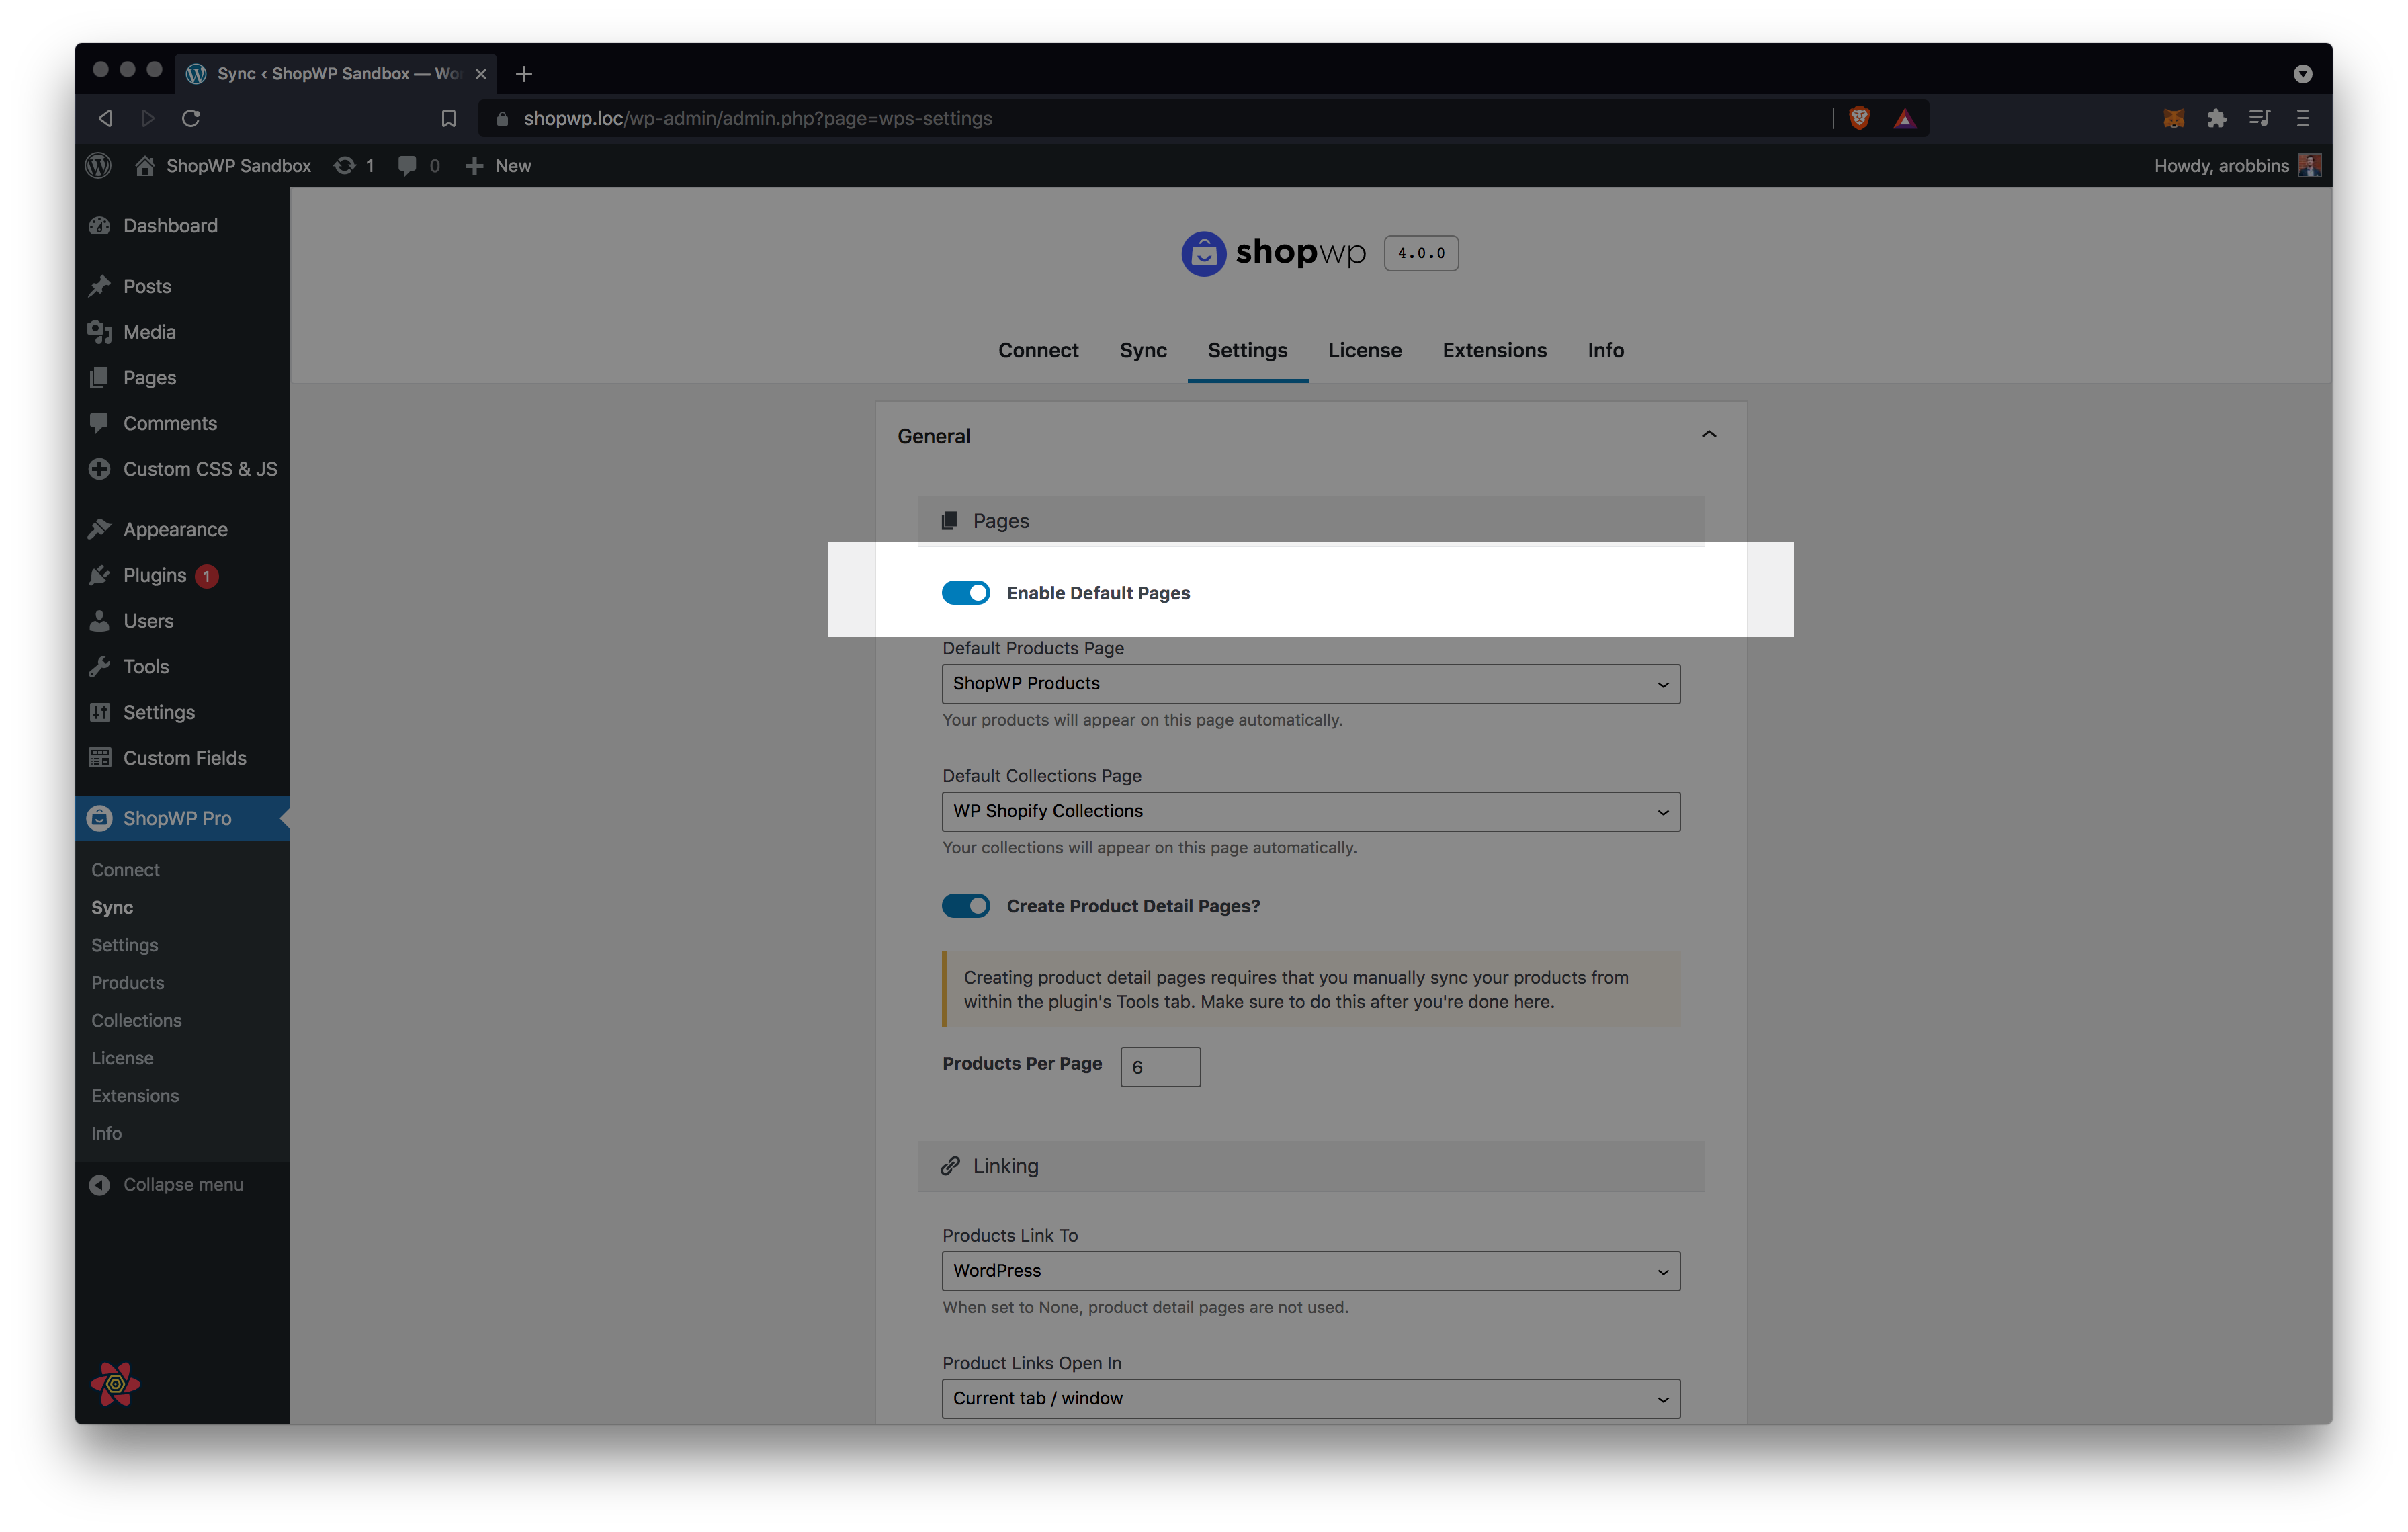 Sync ‹ ShopWP Sandbox — Wo
shopwp.loc/wp-admin/admin.php?page=wps-settings
ShopWP Sandbox 1 0 New
Howdy, arobbins
Dashboard
Posts
Media
Pages
Comments
Custom CSS & JS
Appearance
Plugins 1
Users
Tools
Settings
Custom Fields
ShopWP Pro
Connect
Sync
Settings
Products
Collections
License
Extensions
Info
Collapse menu
shopwp 4.0.0
Connect Sync Settings License Extensions Info
General
Pages
Enable Default Pages
Default Products Page
ShopWP Products
Your products will appear on this page automatically.
Default Collections Page
WP Shopify Collections
Your collections will appear on this page automatically.
Create Product Detail Pages?
Creating product detail pages requires that you manually sync your products from
within the plugin's Tools tab. Make sure to do this after you're done here.
Products Per Page 6
Linking
Products Link To
WordPress
When set to None, product detail pages are not used.
Product Links Open In
Current tab / window